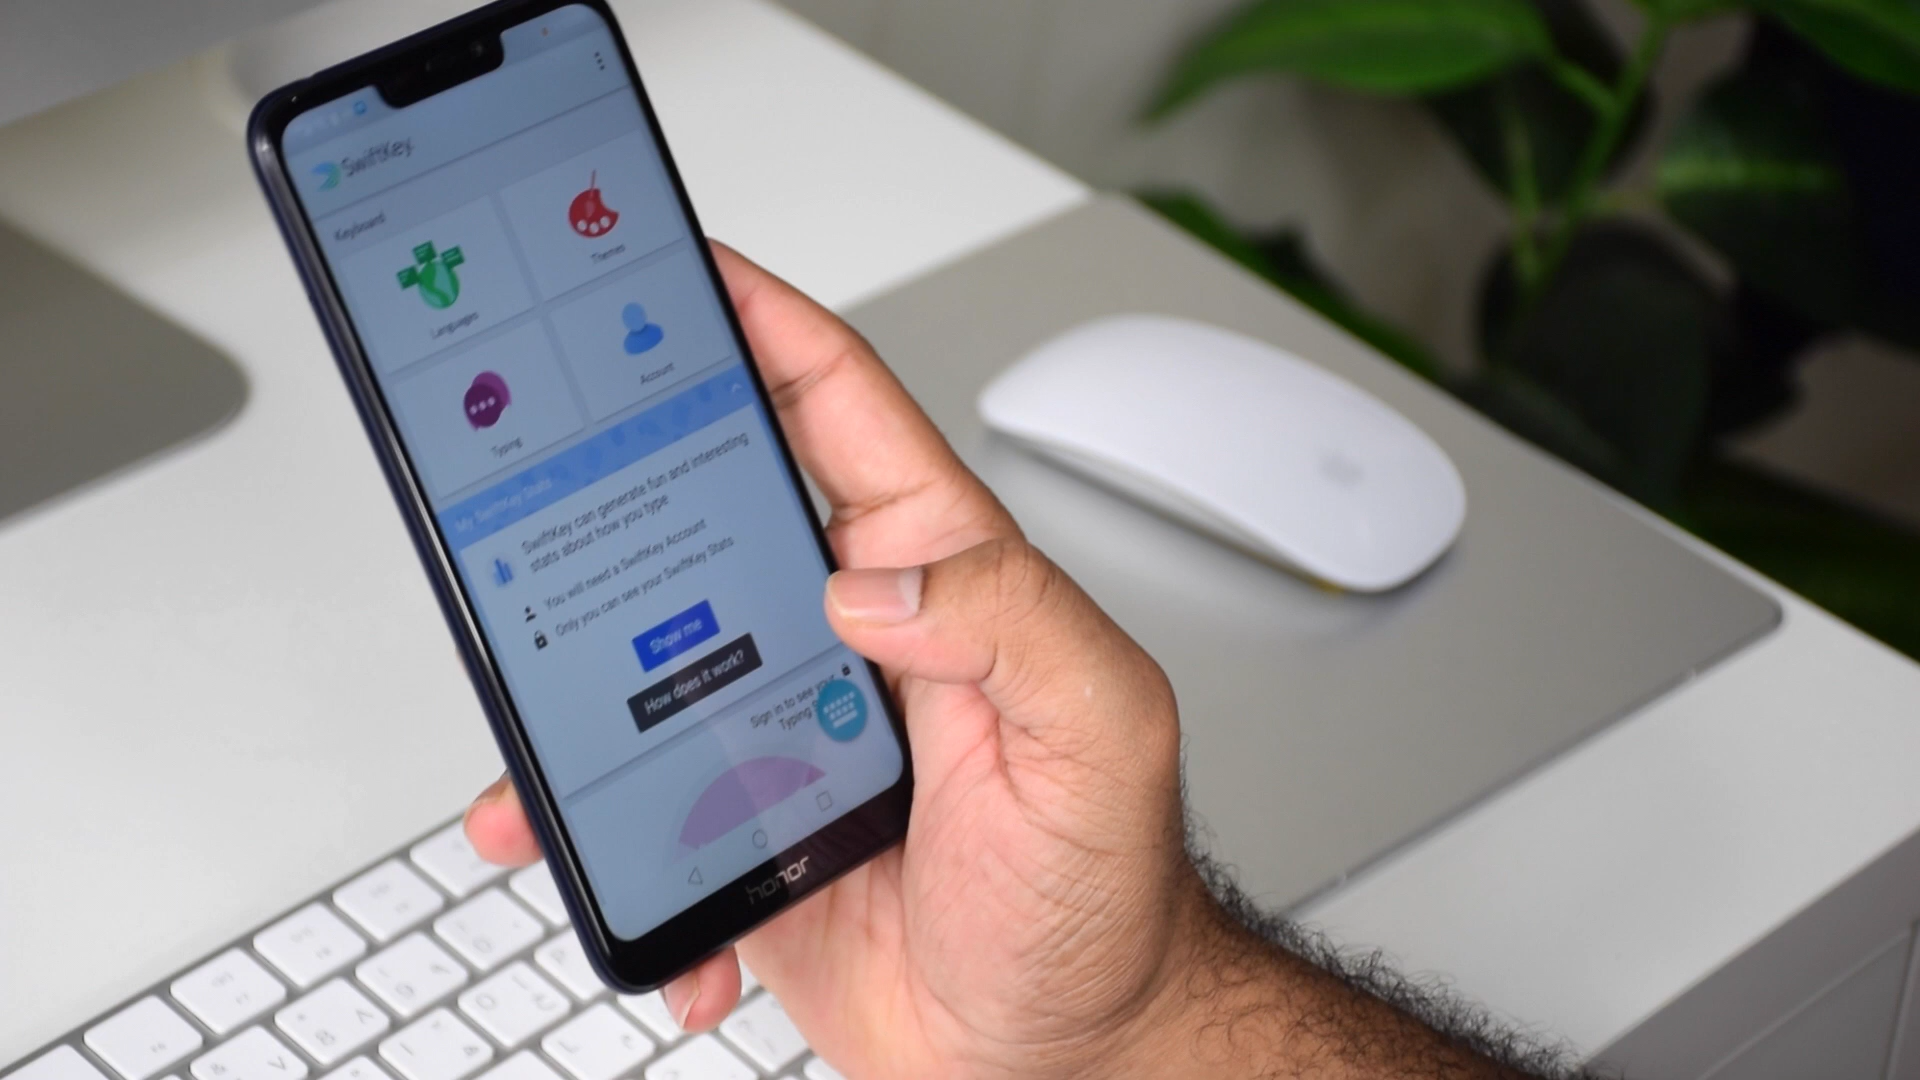 SwiftKey
Keyboard
Languages
Themes
Typing
Account
My SwiftKey Stats
SwiftKey can generate fun and interesting
stats about how you type
You will need a SwiftKey Account
Only you can see your SwiftKey Stats
Show me
How does it work?
Sign in to see your
Typing
honor